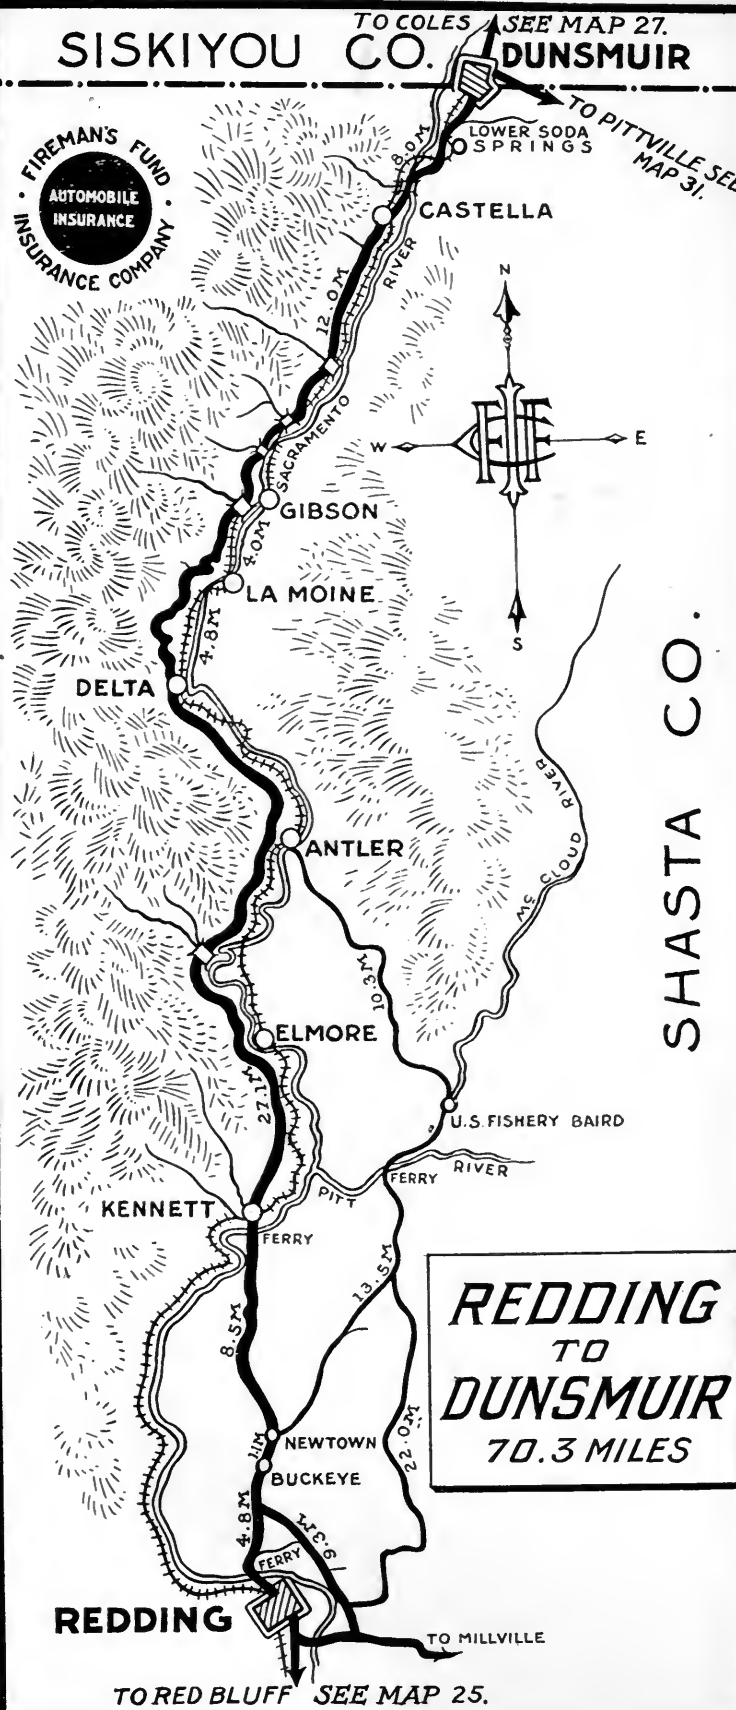 TO COLES SEE MAP 27.
SISKIYOU CO. DUNSMUIR
TO PITTVILLE SEE
MAP 31.
FIREMAN'S FUND
AUTOMOBILE
INSURANCE
INSURANCE COMPANY
LOWER SODA
SPRINGS
8.0M
CASTELLA
RIVER
12.0M
N
W
E
S
SACRAMENTO
GIBSON
4.0M
LA MOINE
4.8M
DELTA
SHASTA CO.
MC CLOUD RIVER
ANTLER
10.3M
ELMORE
27.1M
U.S. FISHERY BAIRD
FERRY
RIVER
PITT
KENNETT
FERRY
13.5M
8.5M
REDDING
TO
DUNSMUIR
70.3 MILES
22.0M
NEWTOWN
1.1M
BUCKEYE
4.8M
9.3M
FERRY
REDDING
TO MILLVILLE
TO RED BLUFF SEE MAP 25.